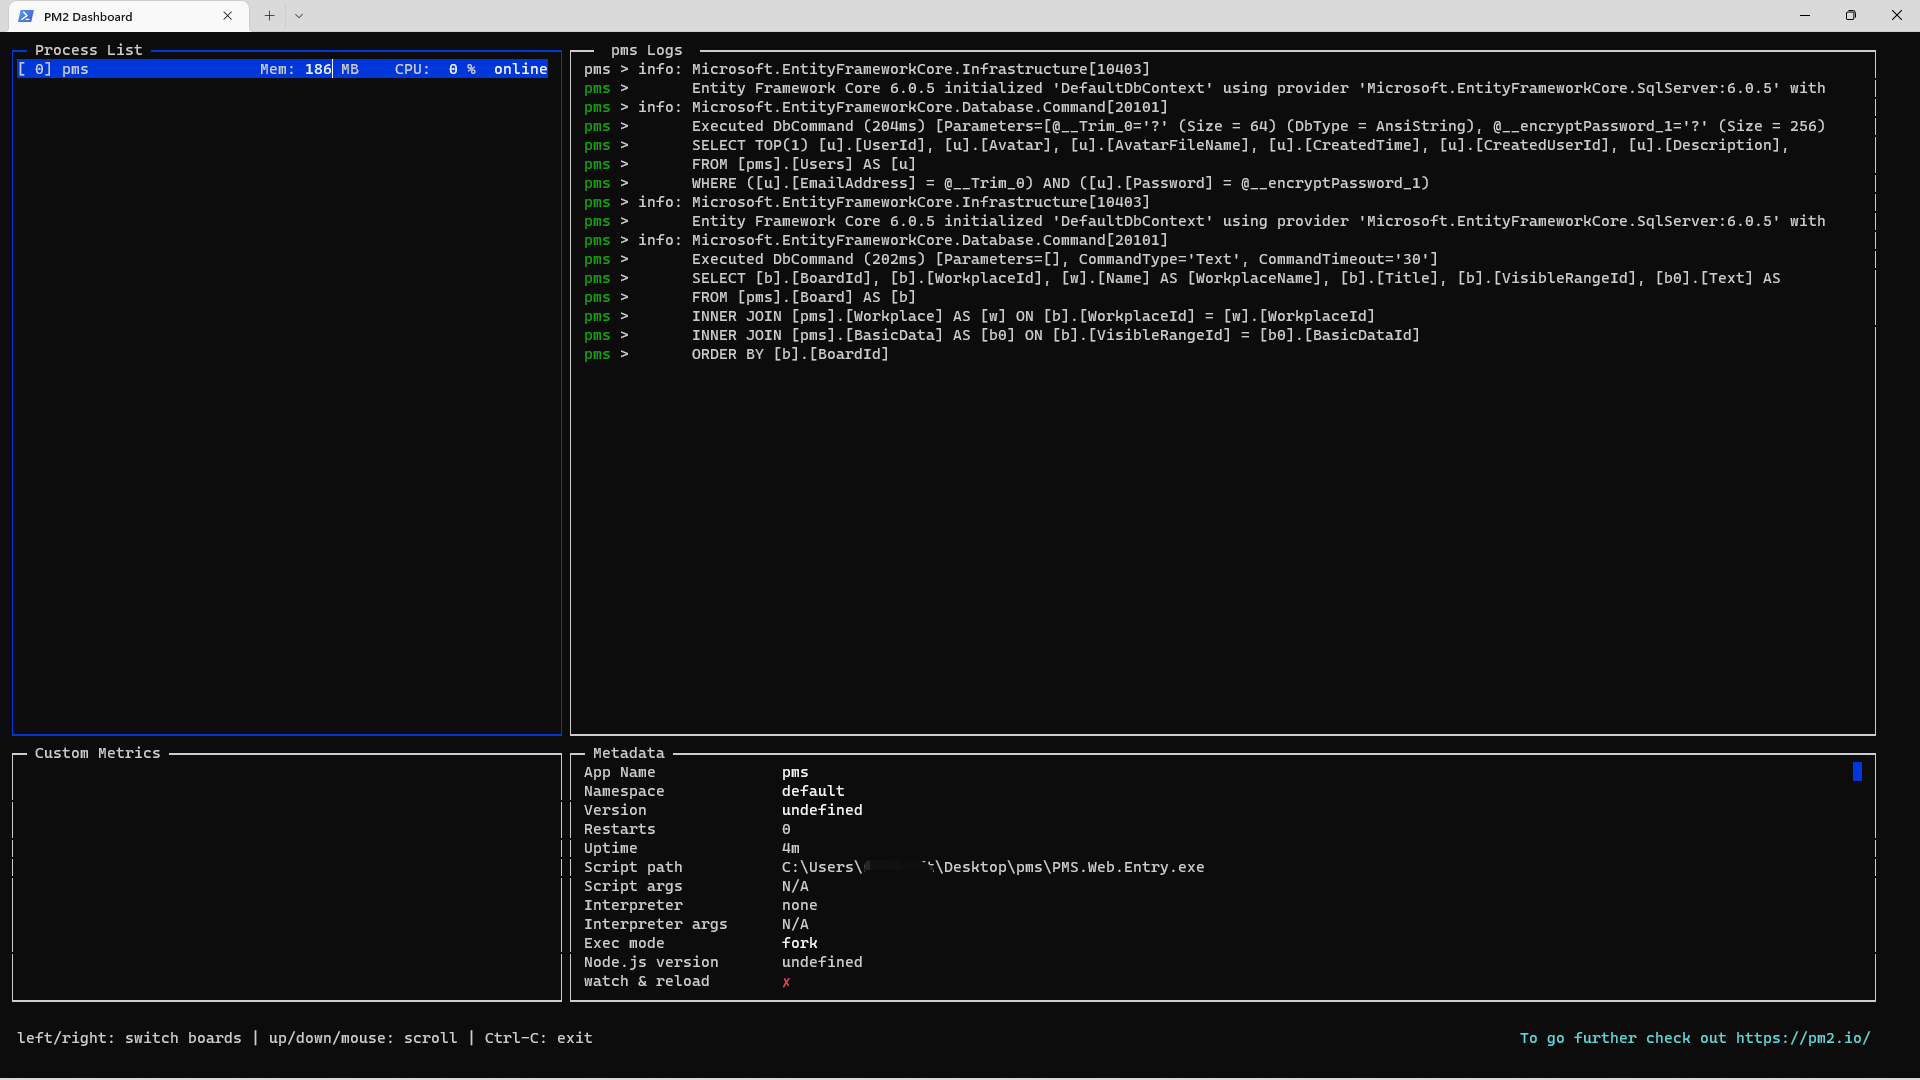 PM2 Dashboard
Process List
[ 0] pms Mem: 186 MB CPU: 0 % online
pms Logs
pms > info: Microsoft.EntityFrameworkCore.Infrastructure[10403]
pms > Entity Framework Core 6.0.5 initialized 'DefaultDbContext' using provider 'Microsoft.EntityFrameworkCore.SqlServer:6.0.5' with
pms > info: Microsoft.EntityFrameworkCore.Database.Command[20101]
pms > Executed DbCommand (204ms) [Parameters=[@__Trim_0='?' (Size = 64) (DbType = AnsiString), @__encryptPassword_1='?' (Size = 256)
pms > SELECT TOP(1) [u].[UserId], [u].[Avatar], [u].[AvatarFileName], [u].[CreatedTime], [u].[CreatedUserId], [u].[Description],
pms > FROM [pms].[Users] AS [u]
pms > WHERE ([u].[EmailAddress] = @__Trim_0) AND ([u].[Password] = @__encryptPassword_1)
pms > info: Microsoft.EntityFrameworkCore.Infrastructure[10403]
pms > Entity Framework Core 6.0.5 initialized 'DefaultDbContext' using provider 'Microsoft.EntityFrameworkCore.SqlServer:6.0.5' with
pms > info: Microsoft.EntityFrameworkCore.Database.Command[20101]
pms > Executed DbCommand (202ms) [Parameters=[], CommandType='Text', CommandTimeout='30']
pms > SELECT [b].[BoardId], [b].[WorkplaceId], [w].[Name] AS [WorkplaceName], [b].[Title], [b].[VisibleRangeId], [b0].[Text] AS
pms > FROM [pms].[Board] AS [b]
pms > INNER JOIN [pms].[Workplace] AS [w] ON [b].[WorkplaceId] = [w].[WorkplaceId]
pms > INNER JOIN [pms].[BasicData] AS [b0] ON [b].[VisibleRangeId] = [b0].[BasicDataId]
pms > ORDER BY [b].[BoardId]
Custom Metrics
Metadata
App Name pms
Namespace default
Version undefined
Restarts 0
Uptime 4m
Script path C:\Users\ \Desktop\pms\PMS.Web.Entry.exe
Script args N/A
Interpreter none
Interpreter args N/A
Exec mode fork
Node.js version undefined
watch & reload ✗
left/right: switch boards | up/down/mouse: scroll | Ctrl-C: exit
To go further check out https://pm2.io/